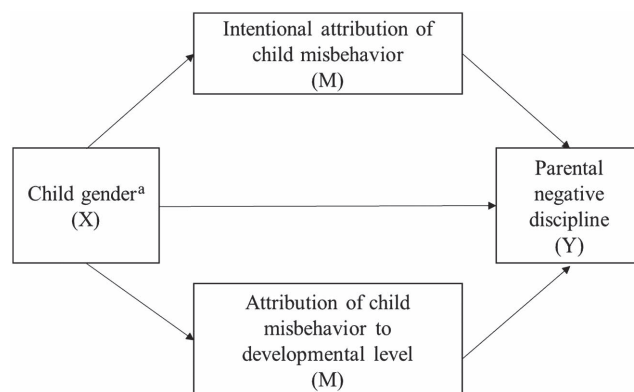 Intentional attribution of
child misbehavior
(M)
Child genderᵃ
(X)
Parental
negative
discipline
(Y)
Attribution of child
misbehavior to
developmental level
(M)